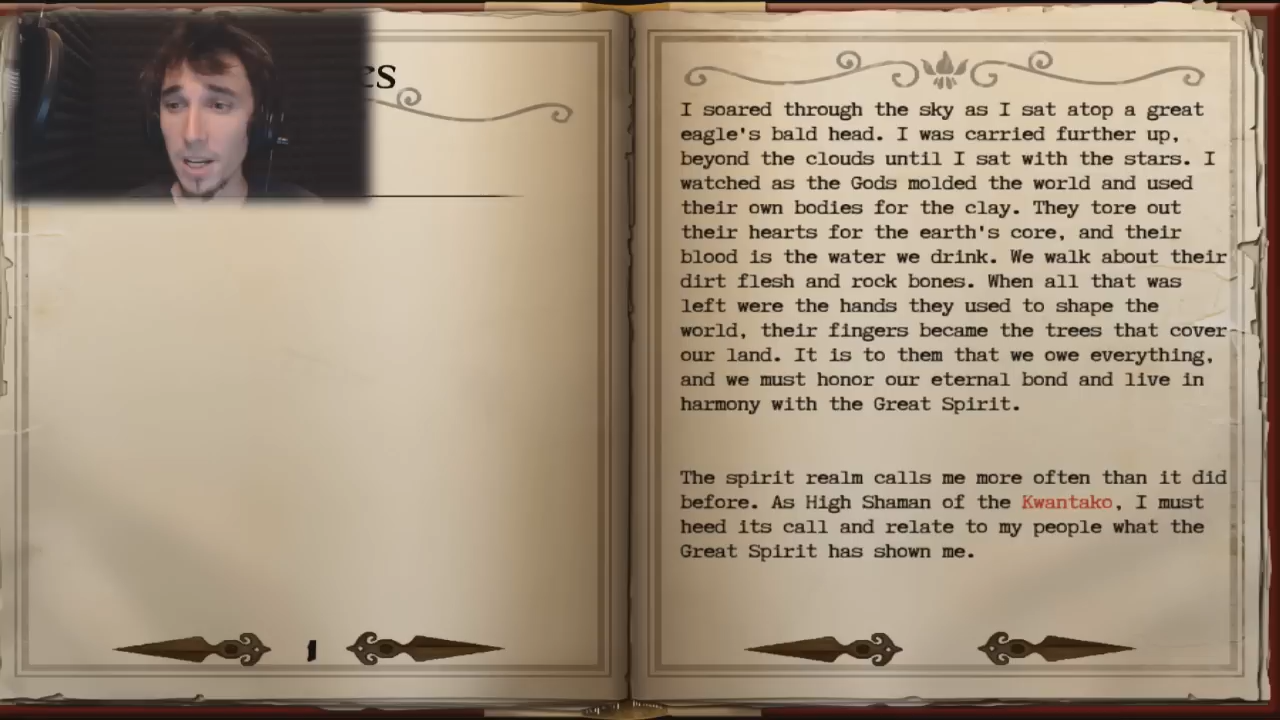 1
I soared through the sky as I sat atop a great
eagle's bald head. I was carried further up,
beyond the clouds until I sat with the stars. I
watched as the Gods molded the world and used
their own bodies for the clay. They tore out
their hearts for the earth's core, and their
blood is the water we drink. We walk about their
dirt flesh and rock bones. When all that was
left were the hands they used to shape the
world, their fingers became the trees that cover
our land. It is to them that we owe everything,
and we must honor our eternal bond and live in
harmony with the Great Spirit.
The spirit realm calls me more often than it did
before. As High Shaman of the Kwantako, I must
heed its call and relate to my people what the
Great Spirit has shown me.